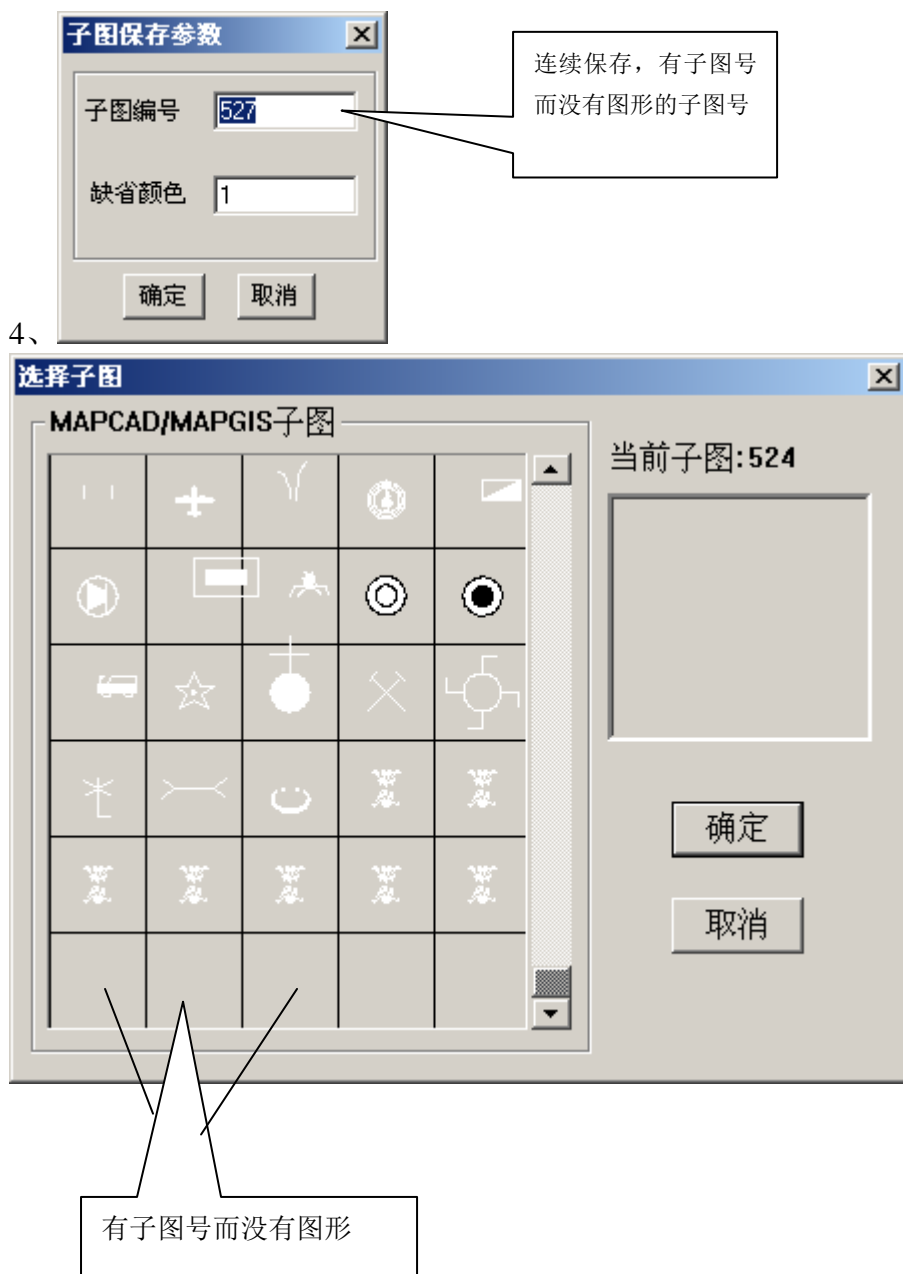 子图保存参数
连续保存，有子图号
而没有图形的子图号
子图编号 527
缺省颜色 1
确定 取消
4、
选择子图
MAPCAD/MAPGIS子图
当前子图:524
确定
取消
有子图号而没有图形